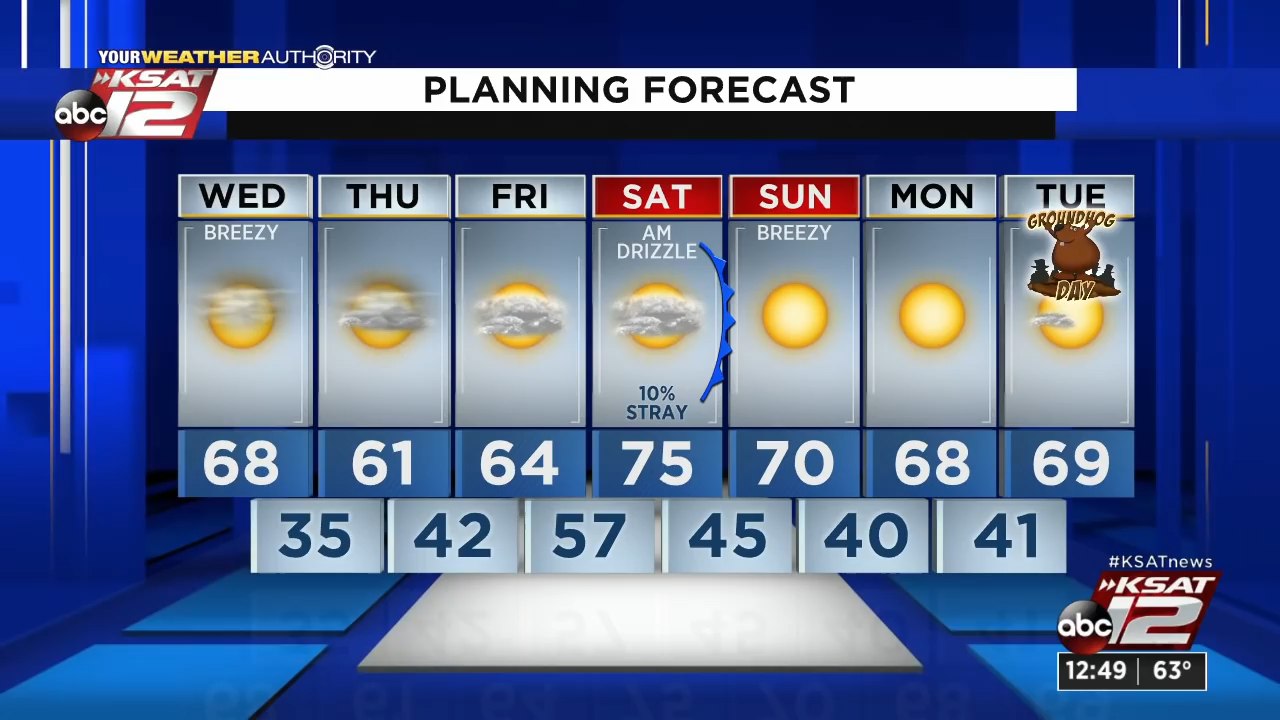 YOURWEATHERAUTHORITY
KSAT
abc 12
PLANNING FORECAST
WED THU FRI SAT SUN MON TUE
BREEZY AM BREEZY GROUNDHOG
DRIZZLE
DAY
10%
STRAY
68 61 64 75 70 68 69
35 42 57 45 40 41
#KSATnews
KSAT
abc 12
12:49 63°